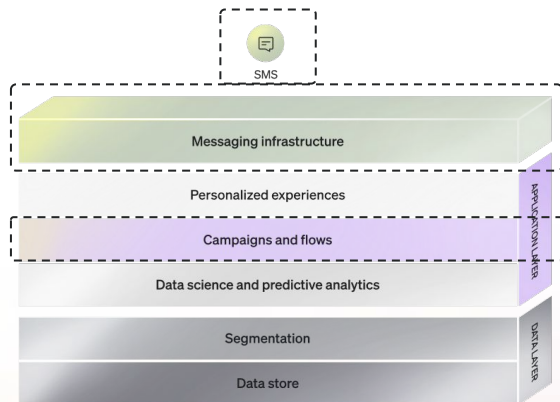 SMS
Messaging infrastructure
Personalized experiences
Campaigns and flows
Data science and predictive analytics
APPLICATION LAYER
Segmentation
Data store
DATA LAYER